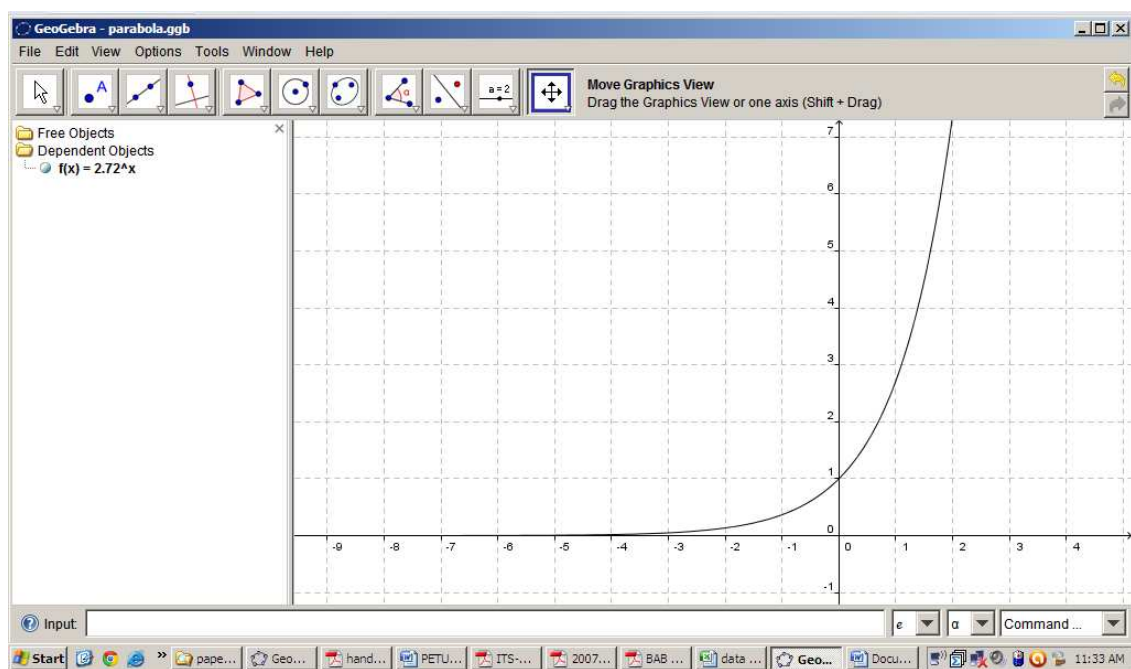 GeoGebra - parabola.ggb
File Edit View Options Tools Window Help
A
α
a = 2
Move Graphics View
Drag the Graphics View or one axis (Shift + Drag)
Free Objects
Dependent Objects
f(x) = 2.72^x
7
6
5
4
3
2
1
0
-9 -8 -7 -6 -5 -4 -3 -2 -1 0 1 2 3 4
-1
Input:
e α Command ...
Start » pape... Geo... hand... PETU... ITS-... 2007... BAB ... data ... Geo... Docu... 11:33 AM